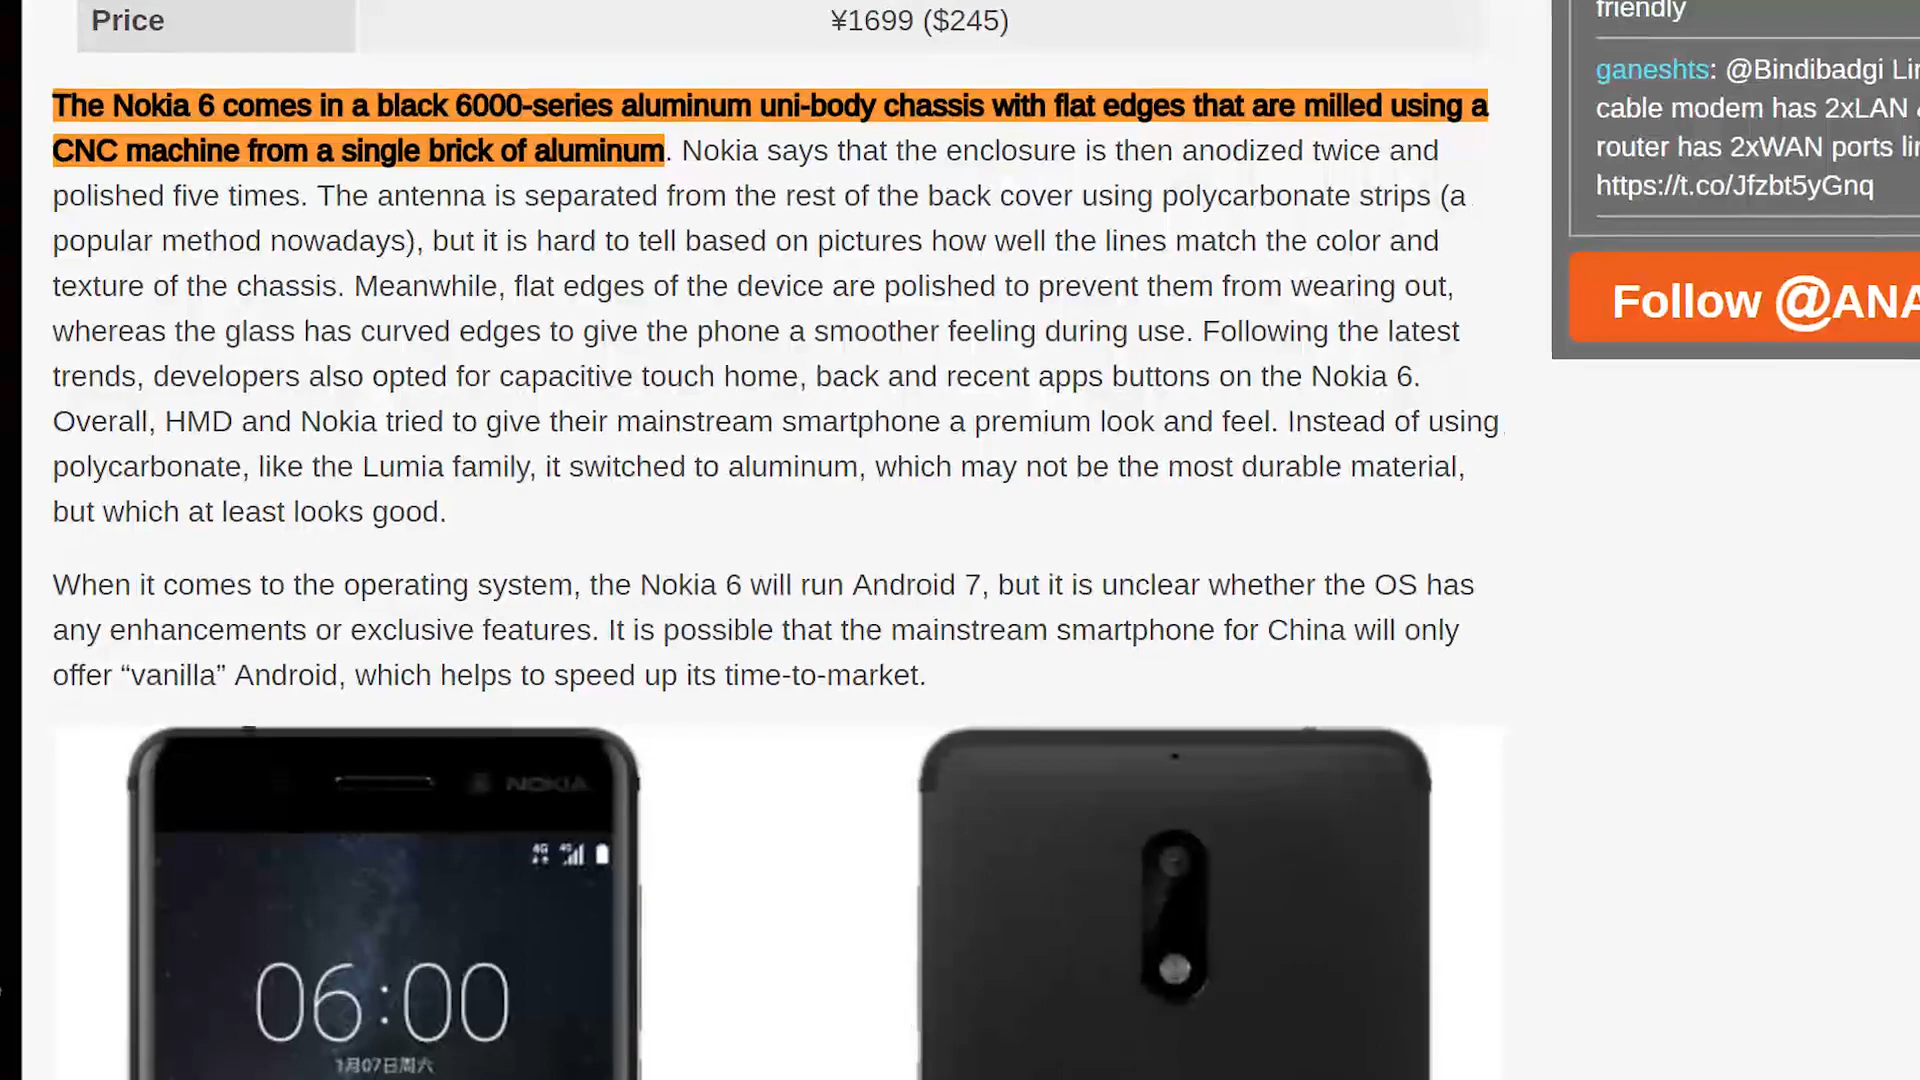 Price ¥1699 ($245)
The Nokia 6 comes in a black 6000-series aluminum uni-body chassis with flat edges that are milled using a
CNC machine from a single brick of aluminum. Nokia says that the enclosure is then anodized twice and
polished five times. The antenna is separated from the rest of the back cover using polycarbonate strips (a
popular method nowadays), but it is hard to tell based on pictures how well the lines match the color and
texture of the chassis. Meanwhile, flat edges of the device are polished to prevent them from wearing out,
whereas the glass has curved edges to give the phone a smoother feeling during use. Following the latest
trends, developers also opted for capacitive touch home, back and recent apps buttons on the Nokia 6.
Overall, HMD and Nokia tried to give their mainstream smartphone a premium look and feel. Instead of using
polycarbonate, like the Lumia family, it switched to aluminum, which may not be the most durable material,
but which at least looks good.
When it comes to the operating system, the Nokia 6 will run Android 7, but it is unclear whether the OS has
any enhancements or exclusive features. It is possible that the mainstream smartphone for China will only
offer “vanilla” Android, which helps to speed up its time-to-market.
NOKIA
4G 4G
06:00
1月07日周六
friendly
ganeshts: @Bindibadgi Li
cable modem has 2xLAN
router has 2xWAN ports li
https://t.co/Jfzbt5yGnq
Follow @ANA